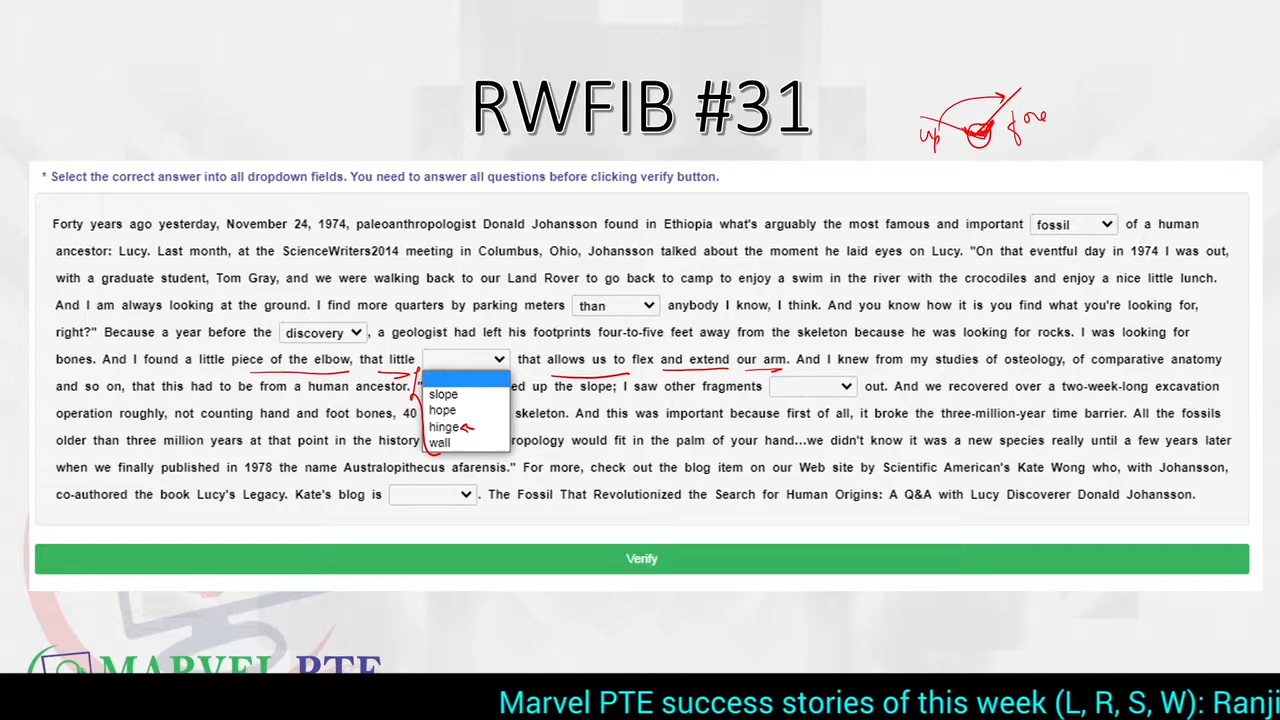 RWFIB #31
up
fore
* Select the correct answer into all dropdown fields. You need to answer all questions before clicking verify button.
Forty years ago yesterday, November 24, 1974, paleoanthropologist Donald Johansson found in Ethiopia what's arguably the most famous and important fossil of a human
ancestor: Lucy. Last month, at the ScienceWriters2014 meeting in Columbus, Ohio, Johansson talked about the moment he laid eyes on Lucy. "On that eventful day in 1974 I was out,
with a graduate student, Tom Gray, and we were walking back to our Land Rover to go back to camp to enjoy a swim in the river with the crocodiles and enjoy a nice little lunch.
And I am always looking at the ground. I find more quarters by parking meters than anybody I know, I think. And you know how it is you find what you're looking for,
right?" Because a year before the discovery, a geologist had left his footprints four-to-five feet away from the skeleton because he was looking for rocks. I was looking for
bones. And I found a little piece of the elbow, that little that allows us to flex and extend our arm. And I knew from my studies of osteology, of comparative anatomy
and so on, that this had to be from a human ancestor. " ed up the slope; I saw other fragments out. And we recovered over a two-week-long excavation
slope
hope
operation roughly, not counting hand and foot bones, 40 skeleton. And this was important because first of all, it broke the three-million-year time barrier. All the fossils
hinge
older than three million years at that point in the history ropology would fit in the palm of your hand...we didn't know it was a new species really until a few years later
wall
when we finally published in 1978 the name Australopithecus afarensis." For more, check out the blog item on our Web site by Scientific American's Kate Wong who, with Johansson,
co-authored the book Lucy's Legacy. Kate's blog is . The Fossil That Revolutionized the Search for Human Origins: A Q&A with Lucy Discoverer Donald Johansson.
Verify
MARVEL PTE
Marvel PTE success stories of this week (L, R, S, W): Ranji